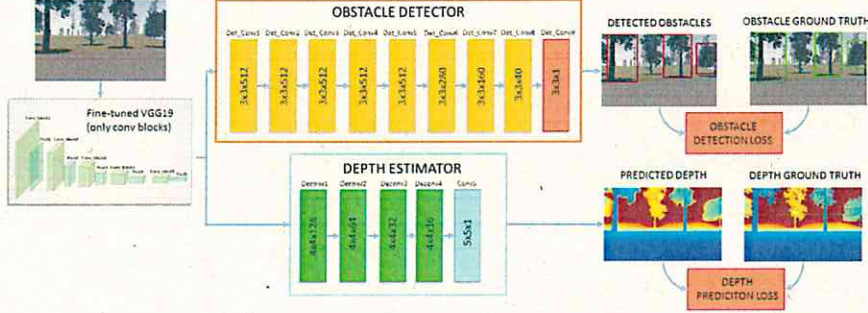 OBSTACLE DETECTOR
Det_Conv1 Det_Conv2 Det_Conv3 Det_Conv4 Det_Conv5 Det_Conv6 Det_Conv7 Det_Conv8
3x3x512
3x3x512
3x3x512
3x3x512
3x3x512
3x3x280
3x3x160
3x3x40
3x3x1
DETECTED OBSTACLES
OBSTACLE GROUND TRUTH
OBSTACLE
DETECTION LOSS
Fine-tuned VGG19
(only conv blocks)
DEPTH ESTIMATOR
Deconv1 Deconv2 Deconv3 Deconv4
4x4x128
4x4x64
4x4x32
4x4x16
5x5x1
PREDICTED DEPTH
DEPTH GROUND TRUTH
DEPTH
PREDICITON LOSS